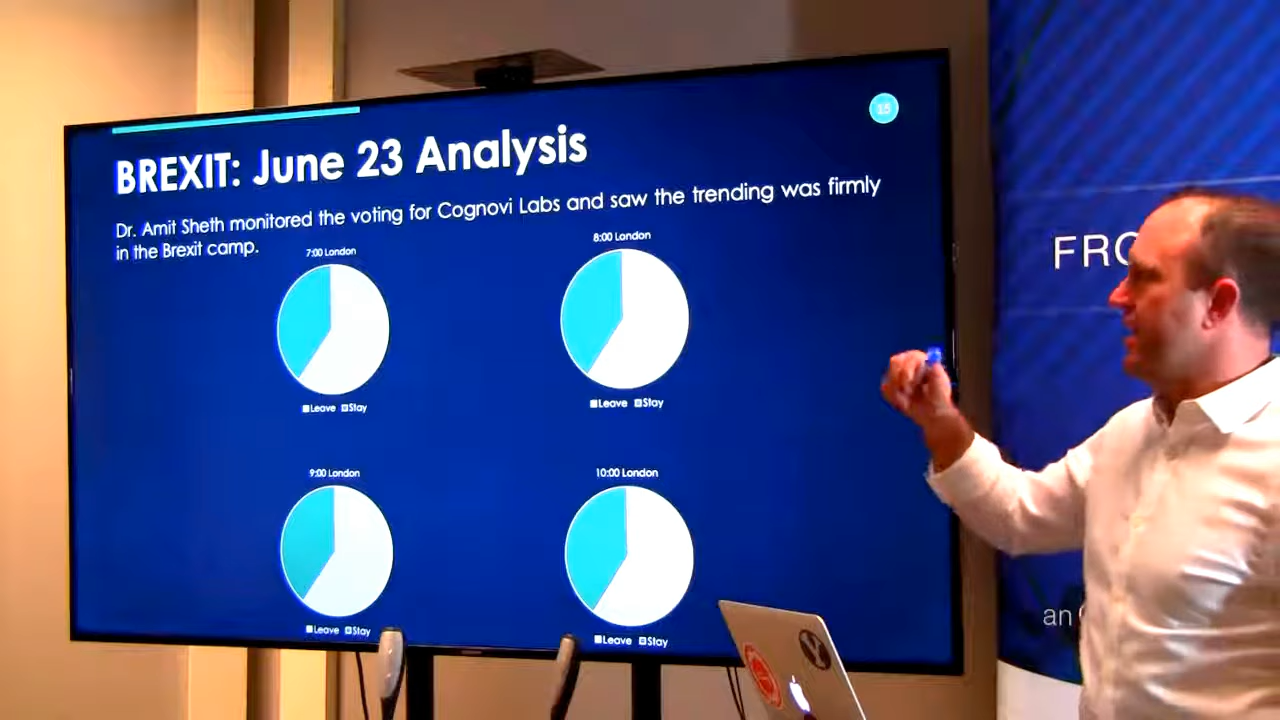 15
BREXIT: June 23 Analysis
Dr. Amit Sheth monitored the voting for Cognovi Labs and saw the trending was firmly
in the Brexit camp.
7:00 London
8:00 London
Leave Stay
Leave Stay
9:00 London
10:00 London
Leave Stay
Leave Stay
FRO
an